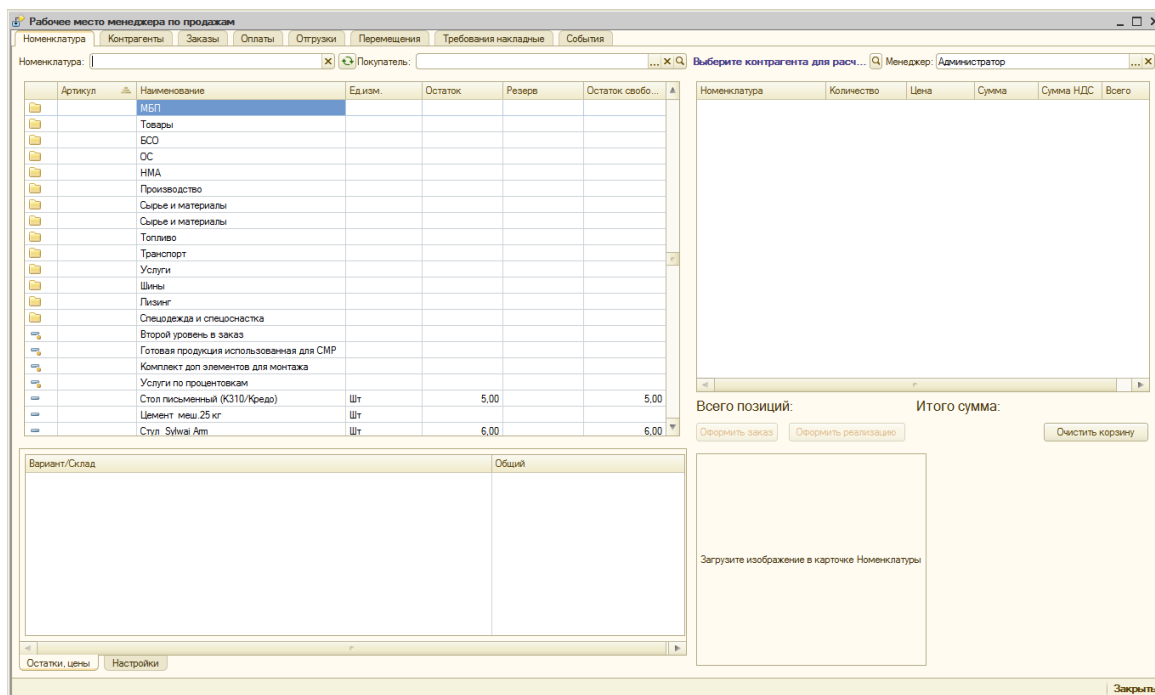 Рабочее место менеджера по продажам
Номенклатура Контрагенты Заказы Оплаты Отгрузки Перемещения Требования накладные События
Номенклатура: Покупатель: ... Выберите контрагента для расч... Менеджер: Администратор ...
Артикул Наименование Ед.изм. Остаток Резерв Остаток свобо...
МБП
Товары
БСО
ОС
НМА
Производство
Сырье и материалы
Сырье и материалы
Топливо
Транспорт
Услуги
Шины
Лизинг
Спецодежда и спецоснастка
Второй уровень в заказ
Готовая продукция использованная для СМР
Комплект доп элементов для монтажа
Услуги по процентовкам
Стол письменный (К310/Кредо) Шт 5,00 5,00
Цемент меш.25 кг Шт
Стул Sylwai Arm Шт 6,00 6,00
Номенклатура Количество Цена Сумма Сумма НДС Всего
Всего позиций: Итого сумма:
Оформить заказ Оформить реализацию Очистить корзину
Вариант/Склад Общий
Загрузите изображение в карточке Номенклатуры
Остатки, цены Настройки
Закрыть